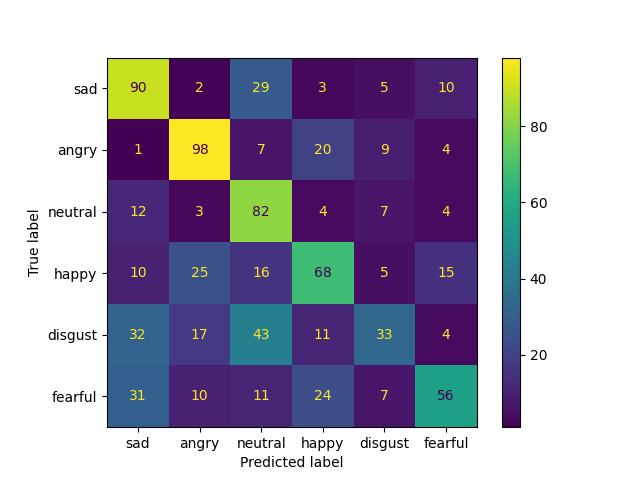 sad 90 2 29 3 5 10
angry 1 98 7 20 9 4
neutral 12 3 82 4 7 4
happy 10 25 16 68 5 15
disgust 32 17 43 11 33 4
fearful 31 10 11 24 7 56
sad angry neutral happy disgust fearful
Predicted label
True label
80
60
40
20